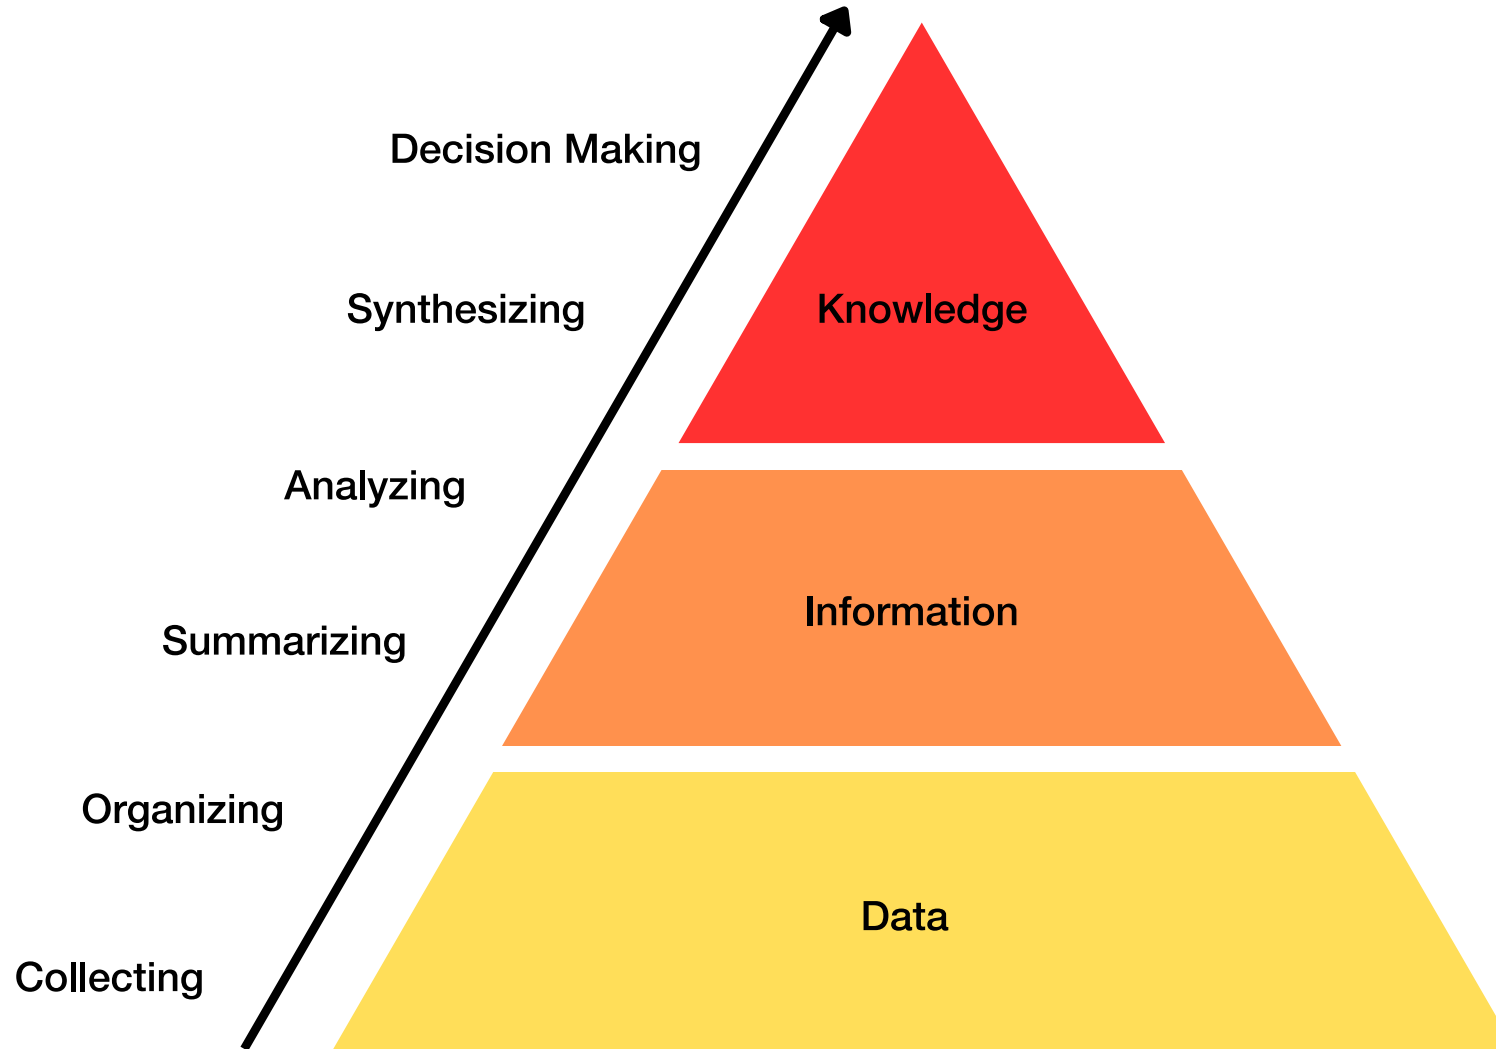 Decision Making
Synthesizing
Knowledge
Analyzing
Information
Summarizing
Organizing
Data
Collecting